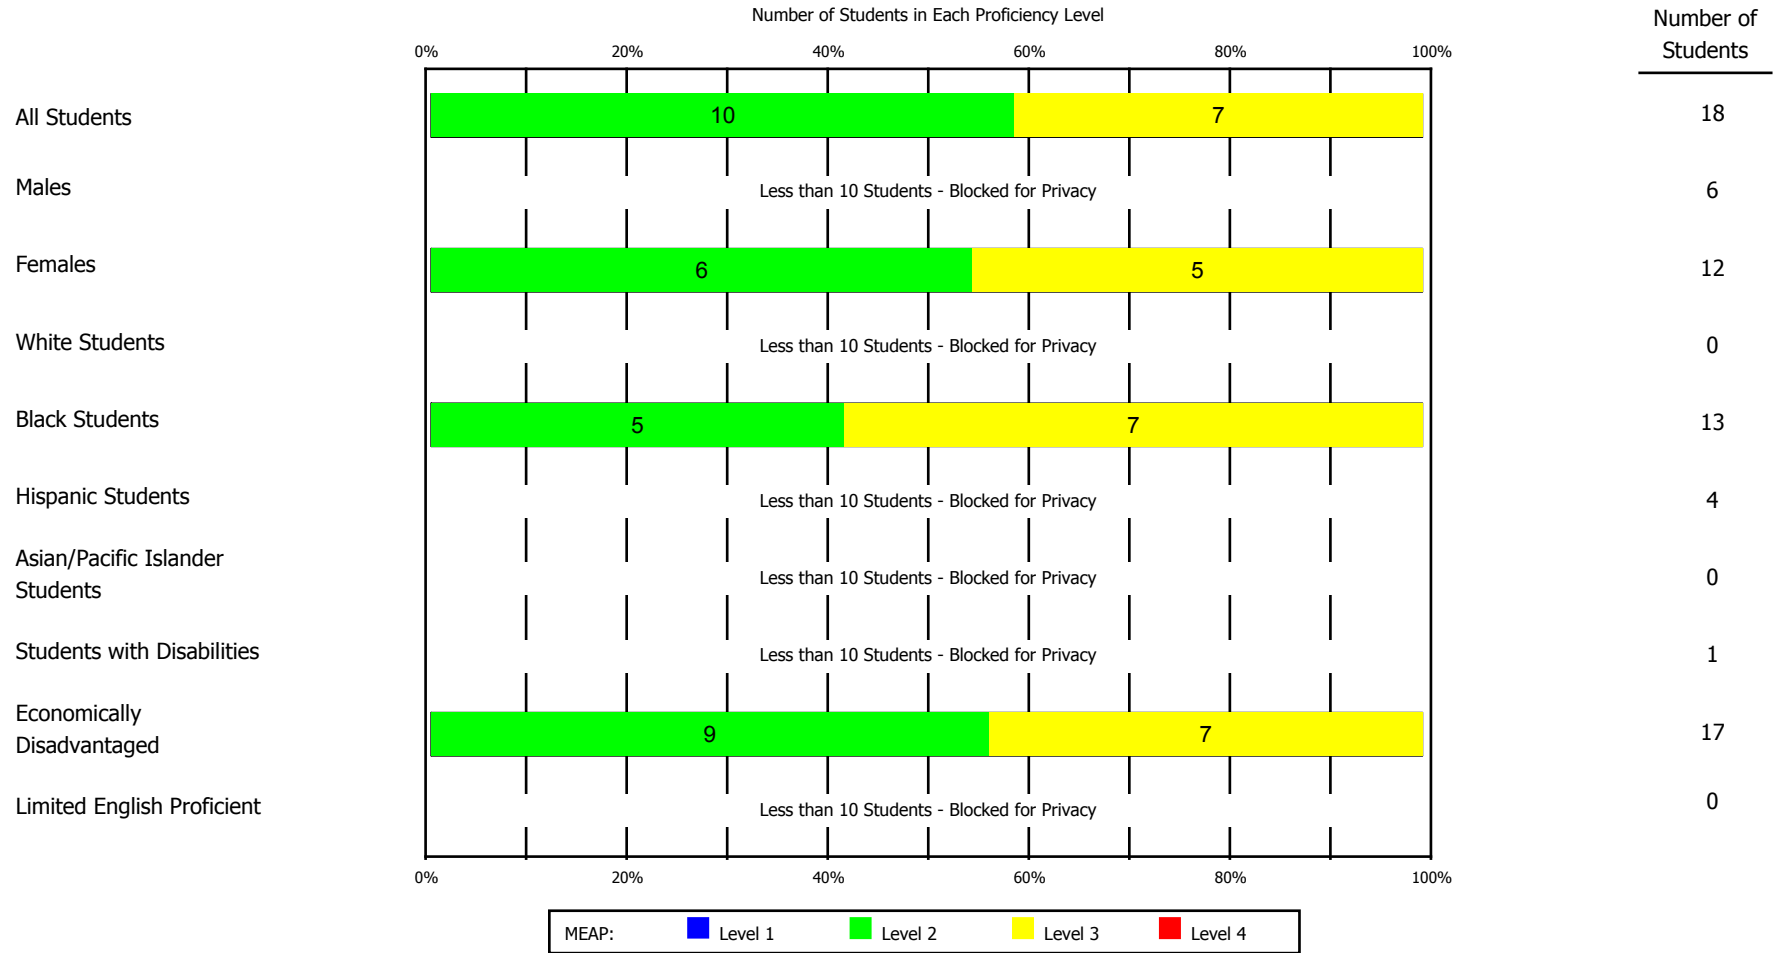 Number of Students in Each Proficiency Level
Number of
Students
0% 20% 40% 60% 80% 100%
All Students 10 7 18
Males Less than 10 Students - Blocked for Privacy 6
Females 6 5 12
White Students Less than 10 Students - Blocked for Privacy 0
Black Students 5 7 13
Hispanic Students Less than 10 Students - Blocked for Privacy 4
Asian/Pacific Islander
Students Less than 10 Students - Blocked for Privacy 0
Students with Disabilities Less than 10 Students - Blocked for Privacy 1
Economically
Disadvantaged 9 7 17
Limited English Proficient Less than 10 Students - Blocked for Privacy 0
0% 20% 40% 60% 80% 100%
MEAP: Level 1 Level 2 Level 3 Level 4